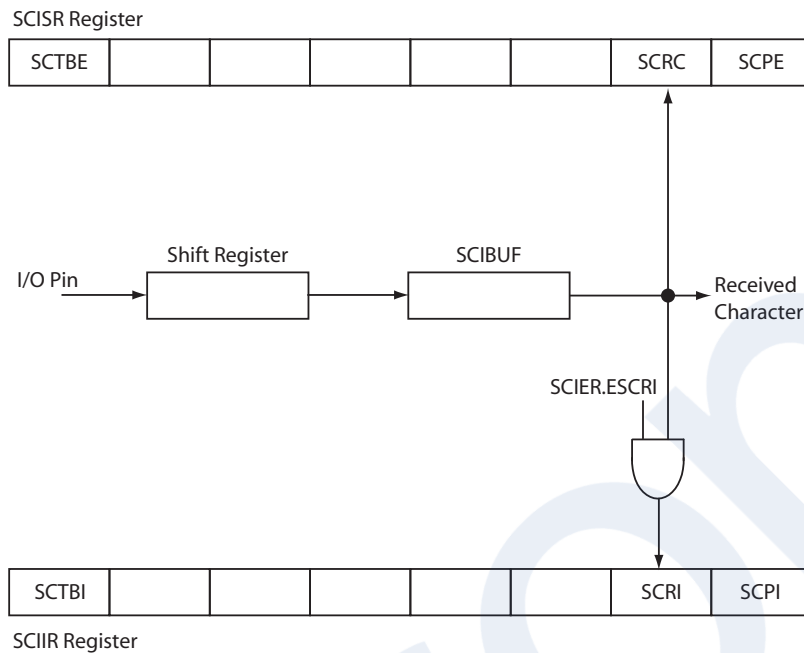 SCISR Register
SCTBE SCRC SCPE
Shift Register SCIBUF
I/O Pin Received
Character
SCIER.ESCRI
SCTBI SCRI SCPI
SCIIR Register